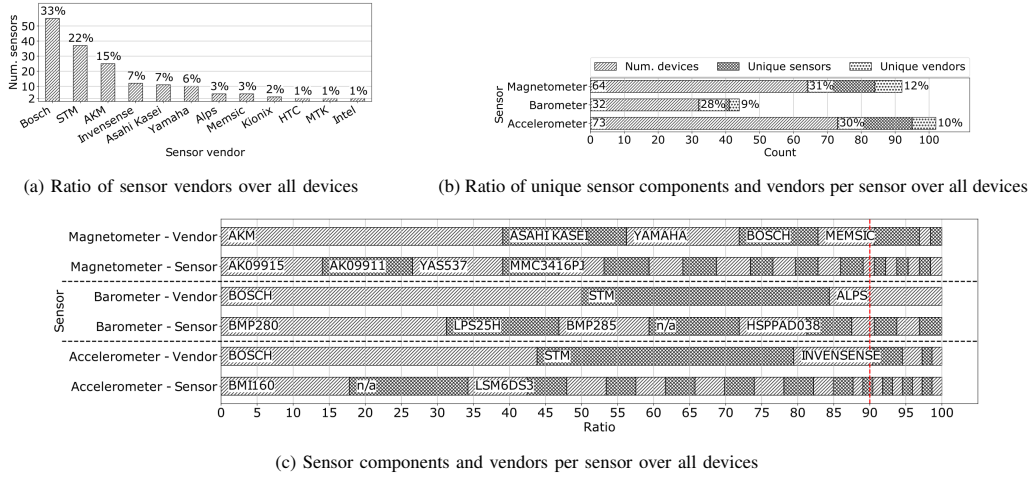 Num. sensors
50
40
30
20
10
2
33%
22%
15%
7%
7%
6%
3%
3%
2%
1%
1%
1%
Bosch
STM
AKM
Invensense
Asahi Kasei
Yamaha
Alps
Memsic
Kionix
HTC
MTK
Intel
Sensor vendor
(a) Ratio of sensor vendors over all devices
Num. devices Unique sensors Unique vendors
Sensor
Magnetometer 64 31% 12%
Barometer 32 28% 9%
Accelerometer 73 30% 10%
0 10 20 30 40 50 60 70 80 90 100
Count
(b) Ratio of unique sensor components and vendors per sensor over all devices
Sensor
Magnetometer - Vendor AKM ASAHI KASEI YAMAHA BOSCH MEMSIC
Magnetometer - Sensor AK09915 AK09911 YAS537 MMC3416PJ
Barometer - Vendor BOSCH STM ALPS
Barometer - Sensor BMP280 LPS25H BMP285 n/a HSPPAD038
Accelerometer - Vendor BOSCH STM INVENSENSE
Accelerometer - Sensor BMI160 n/a LSM6DS3
0 5 10 15 20 25 30 35 40 45 50 55 60 65 70 75 80 85 90 95 100
Ratio
(c) Sensor components and vendors per sensor over all devices